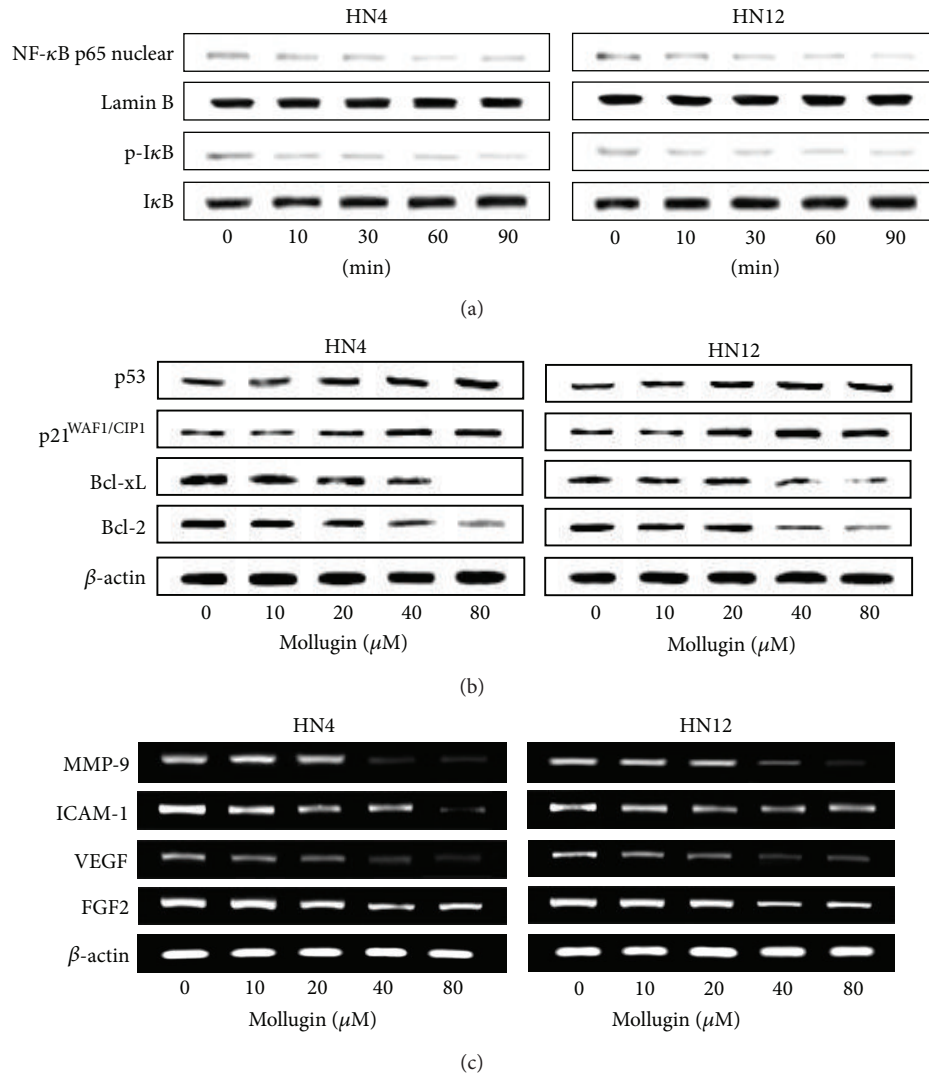 HN4 HN12
NF-κB p65 nuclear
Lamin B
p-IκB
IκB
0 10 30 60 90 0 10 30 60 90
(min) (min)
(a)
HN4 HN12
p53
p21WAF1/CIP1
Bcl-xL
Bcl-2
β-actin
0 10 20 40 80 0 10 20 40 80
Mollugin (μM) Mollugin (μM)
(b)
HN4 HN12
MMP-9
ICAM-1
VEGF
FGF2
β-actin
0 10 20 40 80 0 10 20 40 80
Mollugin (μM) Mollugin (μM)
(c)